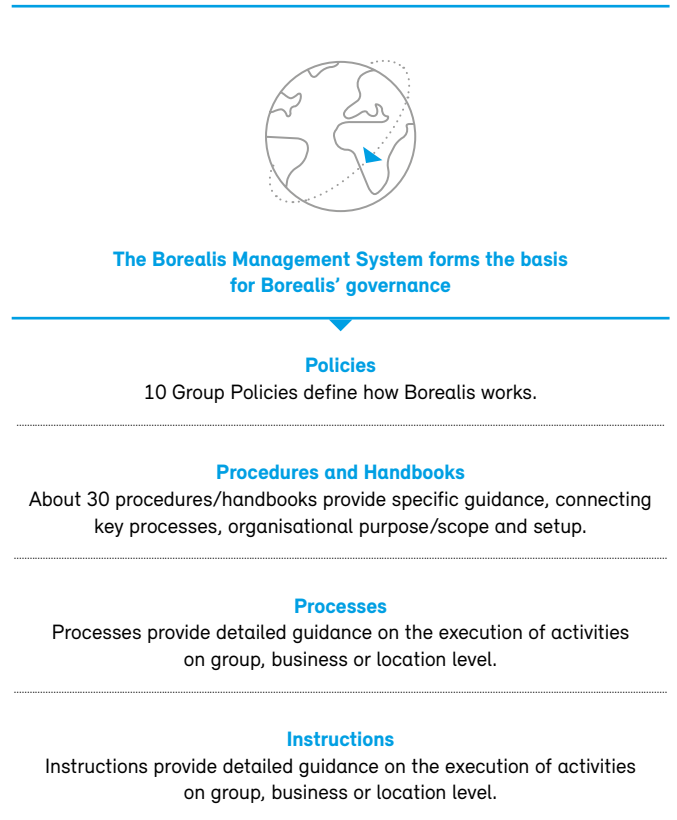 The Borealis Management System forms the basis
for Borealis’ governance
Policies
10 Group Policies define how Borealis works.
Procedures and Handbooks
About 30 procedures/handbooks provide specific guidance, connecting
key processes, organisational purpose/scope and setup.
Processes
Processes provide detailed guidance on the execution of activities
on group, business or location level.
Instructions
Instructions provide detailed guidance on the execution of activities
on group, business or location level.